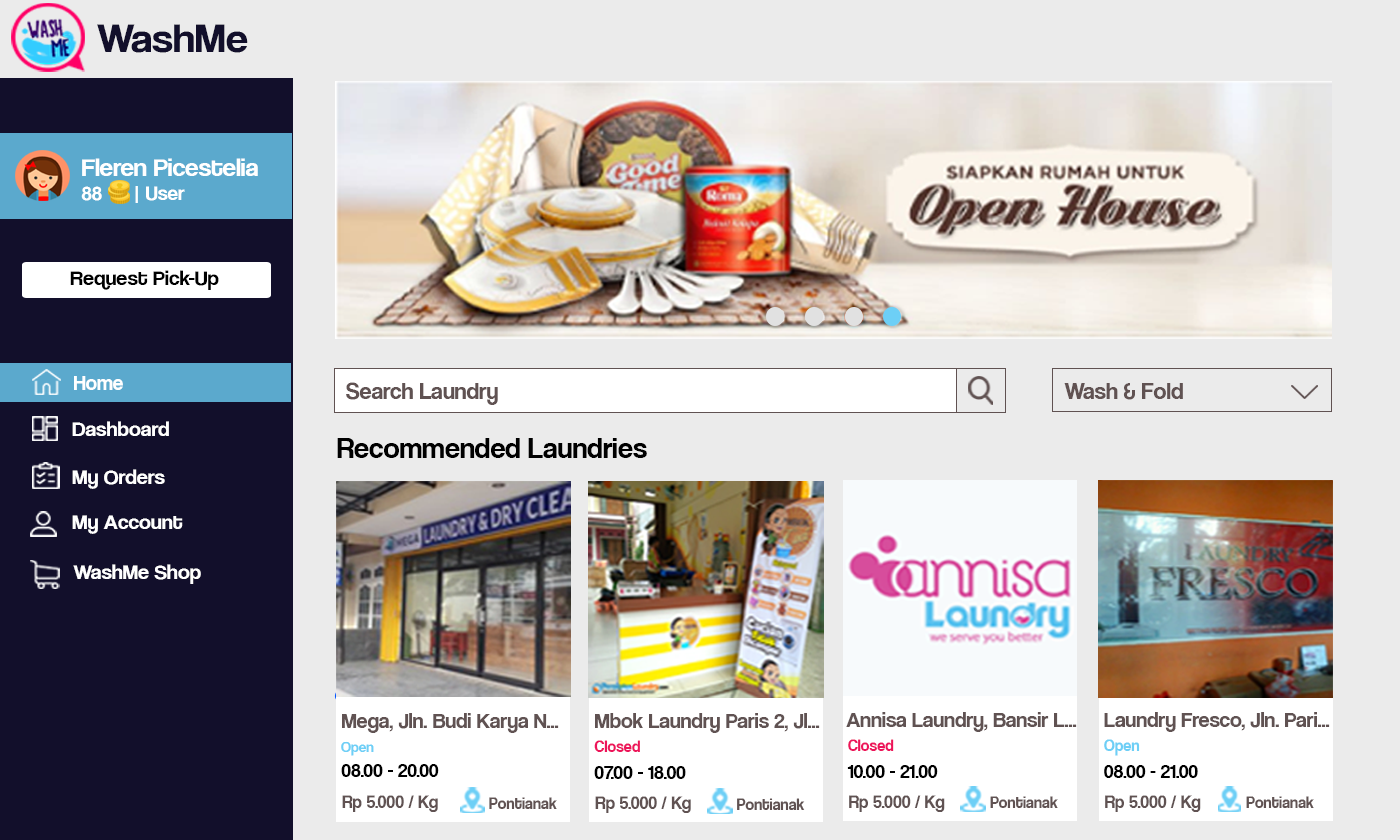 WASH
ME
WashMe
Fleren Picestelia
88 | User
Request Pick-Up
Home
Dashboard
My Orders
My Account
WashMe Shop
Good
Time
Roma
SIAPKAN RUMAH UNTUK
Open House
Search Laundry
Wash & Fold
Recommended Laundries
MEGA LAUNDRY & DRY CLEA
annisa
Laundry
we serve you better
LAUNDRY
FRESCO
Mega, Jln. Budi Karya N...
Open
08.00 - 20.00
Rp 5.000 / Kg
Pontianak
Mbok Laundry Paris 2, Jl...
Closed
07.00 - 18.00
Rp 5.000 / Kg
Pontianak
Annisa Laundry, Bansir L...
Closed
10.00 - 21.00
Rp 5.000 / Kg
Pontianak
Laundry Fresco, Jln. Pari...
Open
08.00 - 21.00
Rp 5.000 / Kg
Pontianak